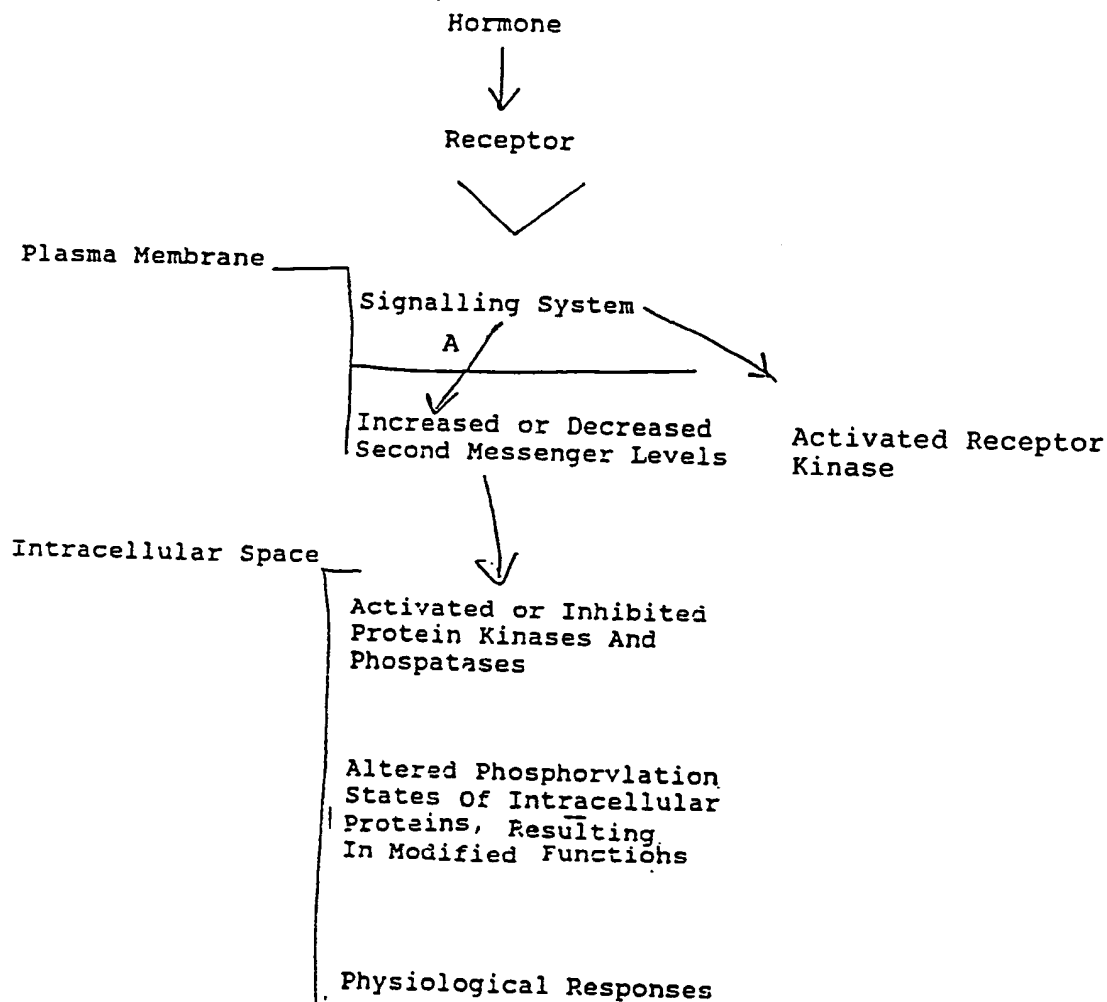 Hormone
Receptor
Plasma Membrane
Signalling System
A
Increased or Decreased
Second Messenger Levels
Activated Receptor
Kinase
Intracellular Space
Activated or Inhibited
Protein Kinases And
Phospatases
Altered Phosphorylation
States Of Intracellular
Proteins, Resulting
In Modified Functions
Physiological Responses